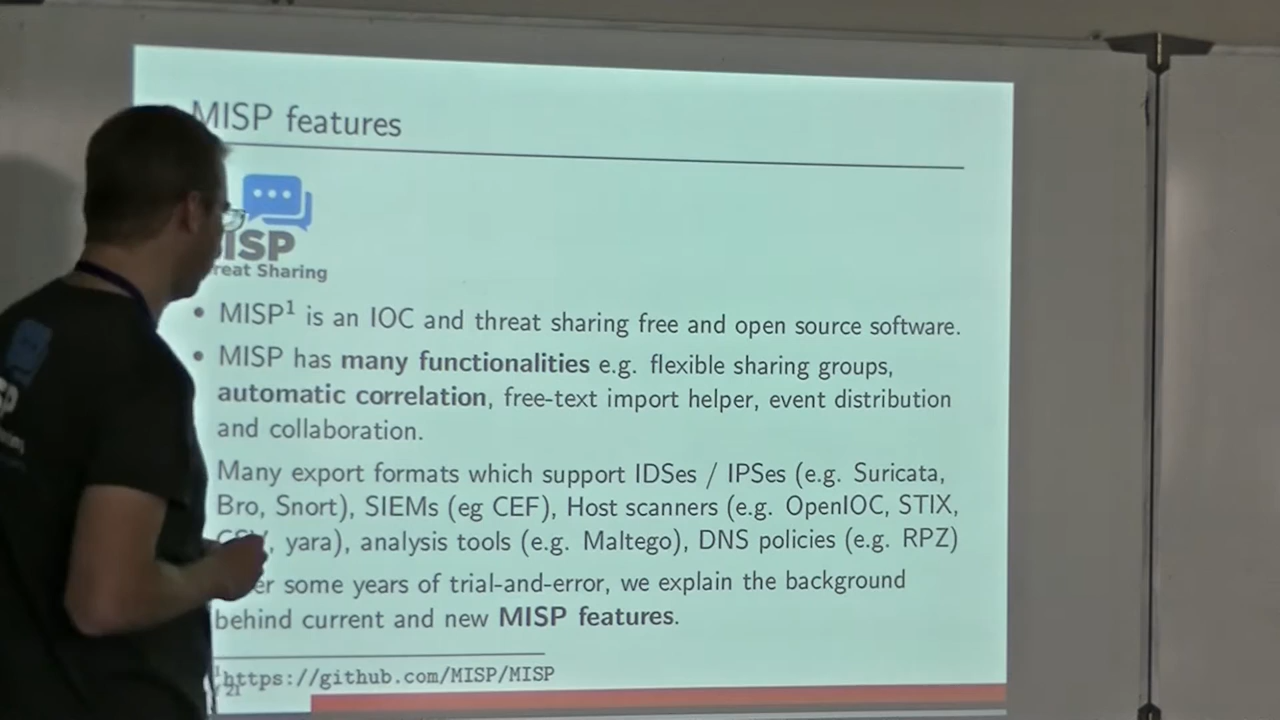 MISP features
MISP
Threat Sharing
• MISP¹ is an IOC and threat sharing free and open source software.
• MISP has many functionalities e.g. flexible sharing groups,
automatic correlation, free-text import helper, event distribution
and collaboration.
Many export formats which support IDSes / IPSes (e.g. Suricata,
Bro, Snort), SIEMs (eg CEF), Host scanners (e.g. OpenIOC, STIX,
CSV, yara), analysis tools (e.g. Maltego), DNS policies (e.g. RPZ)
some years of trial-and-error, we explain the background
behind current and new MISP features.
¹https://github.com/MISP/MISP
21